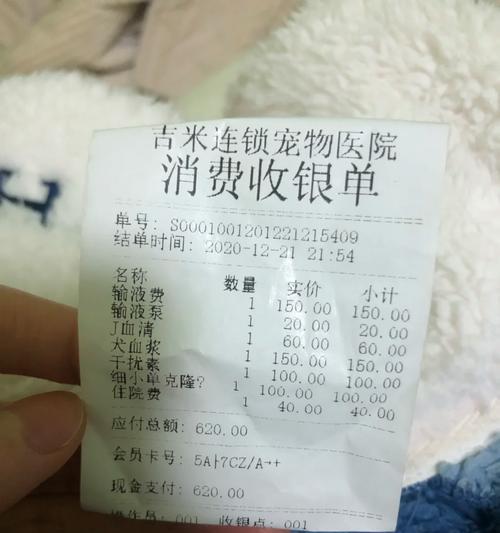 吉米连锁宠物医院
消费收银单
单号: S0001001201221215409
结单时间: 2020-12-21 21:54
名称 数量 实价 小计
输液费 1 150.00 150.00
输液泵 1 20.00 20.00
J血清 1 60.00 60.00
犬血浆 1 150.00 150.00
干扰素 1 100.00 100.00
细小单克隆? 1 100.00 100.00
住院费 1 40.00 40.00
应付总额: 620.00
会员卡号:
现金支付: 620.00
操作员: 001 收银点: 001